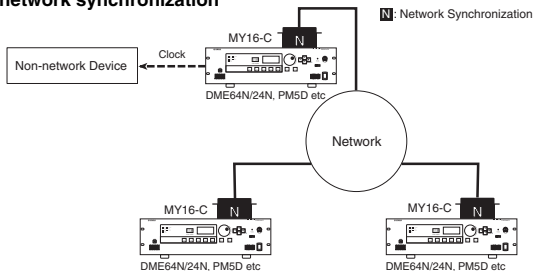 network synchronization
N: Network Synchronization
MY16-C N
Clock
Non-network Device
DME64N/24N, PM5D etc
Network
MY16-C N
MY16-C N
DME64N/24N, PM5D etc
DME64N/24N, PM5D etc